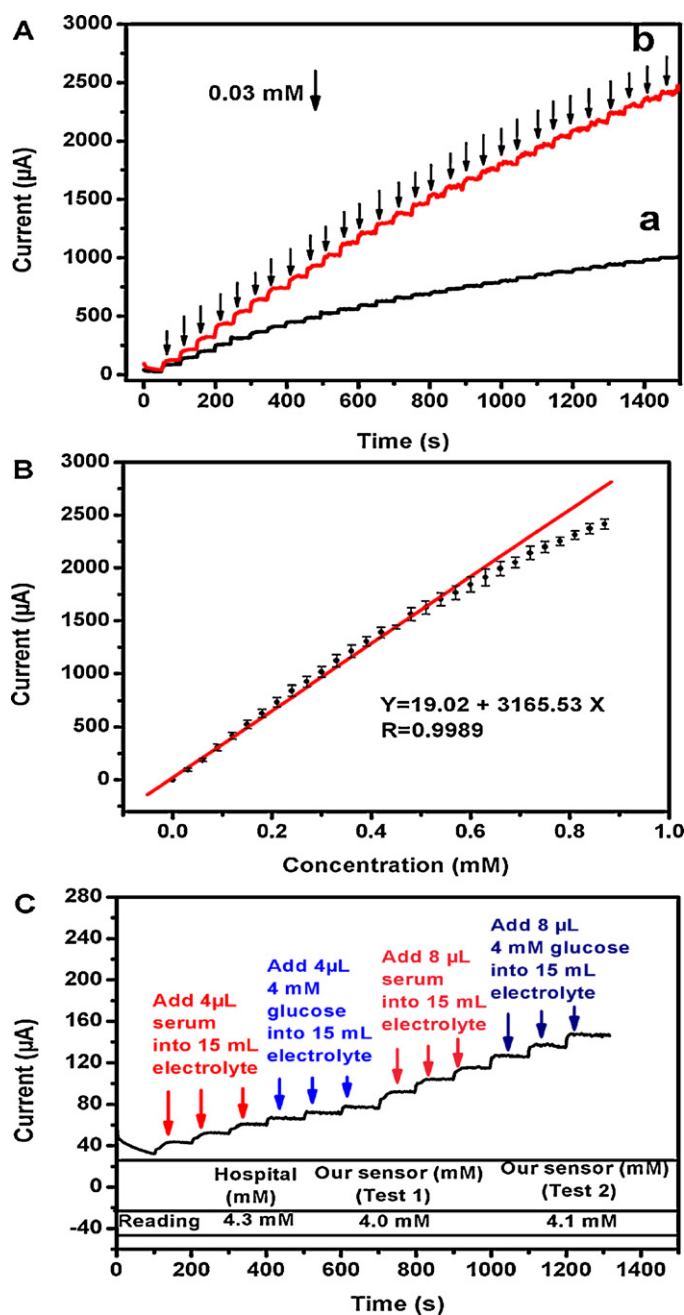 A
3000
2500
2000
1500
1000
500
0
Current (µA)
0.03 mM
b
a
0 200 400 600 800 1000 1200 1400
Time (s)
B
3000
2500
2000
1500
1000
500
0
Current (µA)
Y=19.02 + 3165.53 X
R=0.9989
0.0 0.2 0.4 0.6 0.8 1.0
Concentration (mM)
C
280
240
200
160
120
80
40
0
-40
Current (µA)
Add 4µL
serum
into 15 mL
electrolyte
Add 4µL
4 mM
glucose
into 15 mL
electrolyte
Add 8 µL
serum
into 15 mL
electrolyte
Add 8 µL
4 mM glucose
into 15 mL
electrolyte
Hospital
(mM)
Our sensor (mM)
(Test 1)
Our sensor (mM)
(Test 2)
Reading 4.3 mM 4.0 mM 4.1 mM
0 200 400 600 800 1000 1200 1400
Time (s)